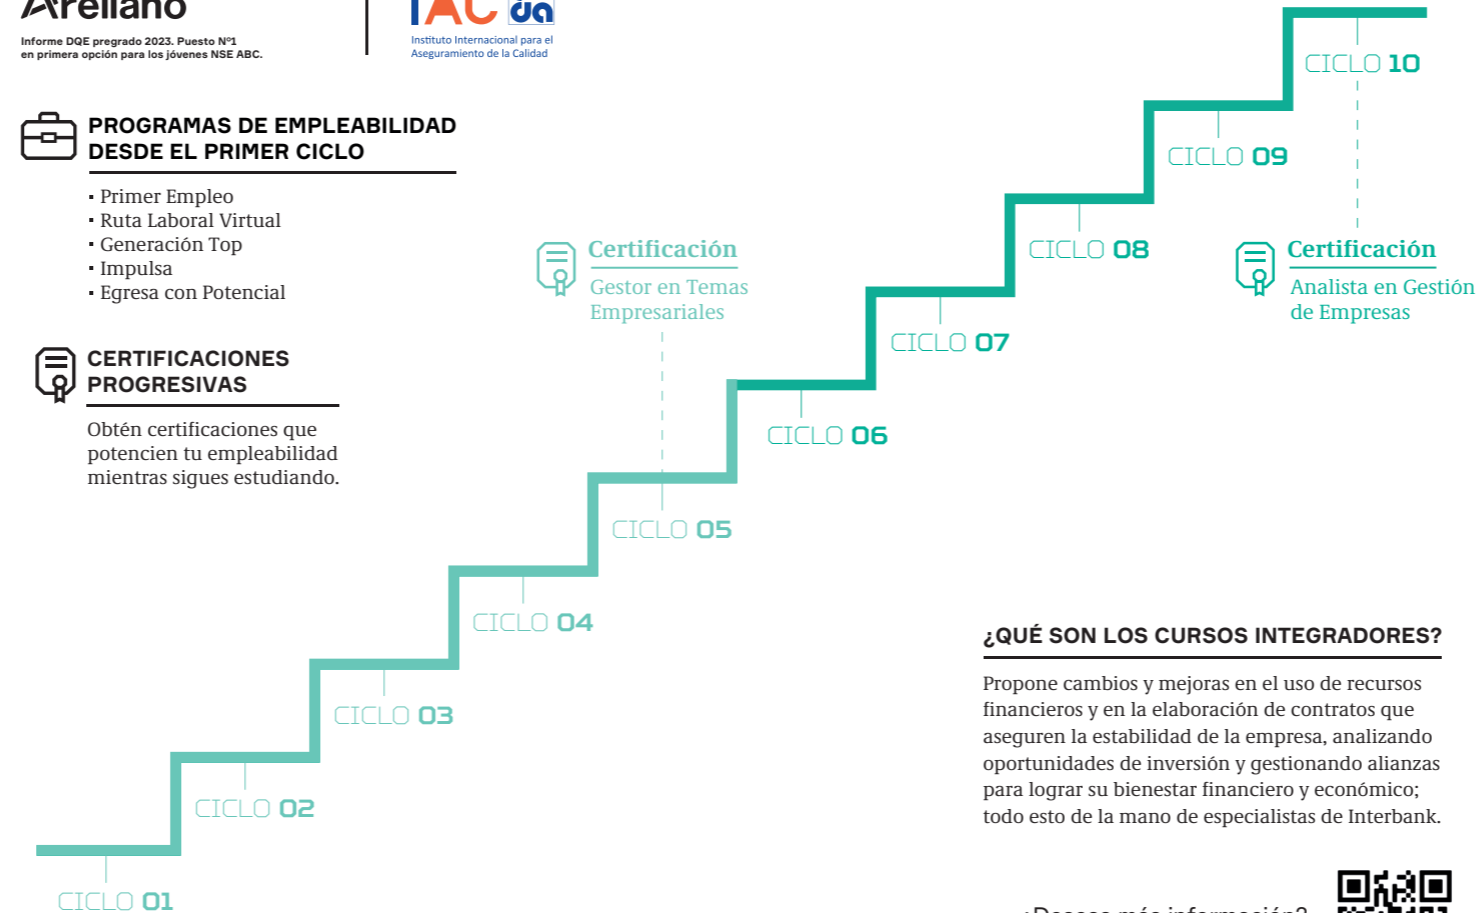 Arellano
Informe DQE pregrado 2023. Puesto Nº1
en primera opción para los jóvenes NSE ABC.
IAC
Instituto Internacional para el
Aseguramiento de la Calidad
PROGRAMAS DE EMPLEABILIDAD
DESDE EL PRIMER CICLO
▪ Primer Empleo
▪ Ruta Laboral Virtual
▪ Generación Top
▪ Impulsa
▪ Egresa con Potencial
CERTIFICACIONES
PROGRESIVAS
Obtén certificaciones que
potencien tu empleabilidad
mientras sigues estudiando.
CICLO 01
CICLO 02
CICLO 03
CICLO 04
CICLO 05
Certificación
Gestor en Temas
Empresariales
CICLO 06
CICLO 07
CICLO 08
CICLO 09
CICLO 10
Certificación
Analista en Gestión
de Empresas
¿QUÉ SON LOS CURSOS INTEGRADORES?
Propone cambios y mejoras en el uso de recursos
financieros y en la elaboración de contratos que
aseguren la estabilidad de la empresa, analizando
oportunidades de inversión y gestionando alianzas
para lograr su bienestar financiero y económico;
todo esto de la mano de especialistas de Interbank.
¿Deseas más información?